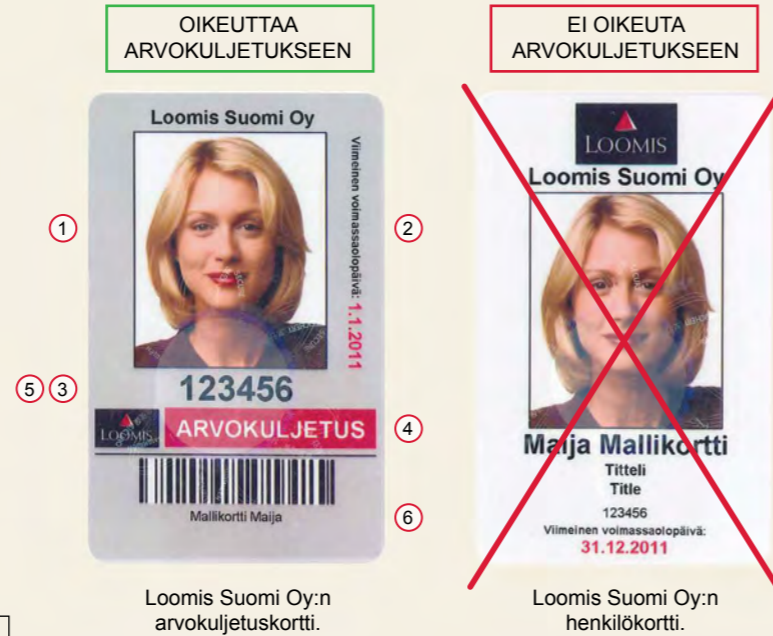 OIKEUTTAA
ARVOKULJETUKSEEN
Loomis Suomi Oy
Viimeinen voimassaolopäivä: 1.1.2011
1
2
5 3
123456
LOOMIS
ARVOKULJETUS
4
Mallikortti Maija
6
Loomis Suomi Oy:n
arvokuljetuskortti.
EI OIKEUTA
ARVOKULJETUKSEEN
LOOMIS
Loomis Suomi Oy
Maija Mallikortti
Titteli
Title
123456
Viimeinen voimassaolopäivä:
31.12.2011
Loomis Suomi Oy:n
henkilökortti.